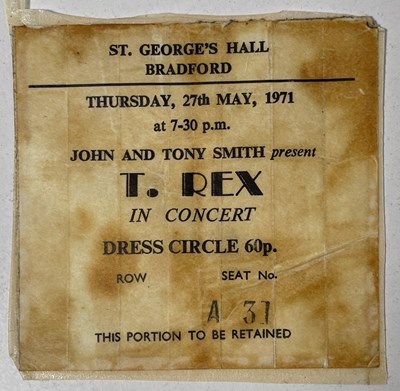 ST. GEORGE'S HALL
BRADFORD
THURSDAY, 27th MAY, 1971
at 7-30 p.m.
JOHN AND TONY SMITH present
T. REX
IN CONCERT
DRESS CIRCLE 60p.
ROW SEAT No.
A 31
THIS PORTION TO BE RETAINED